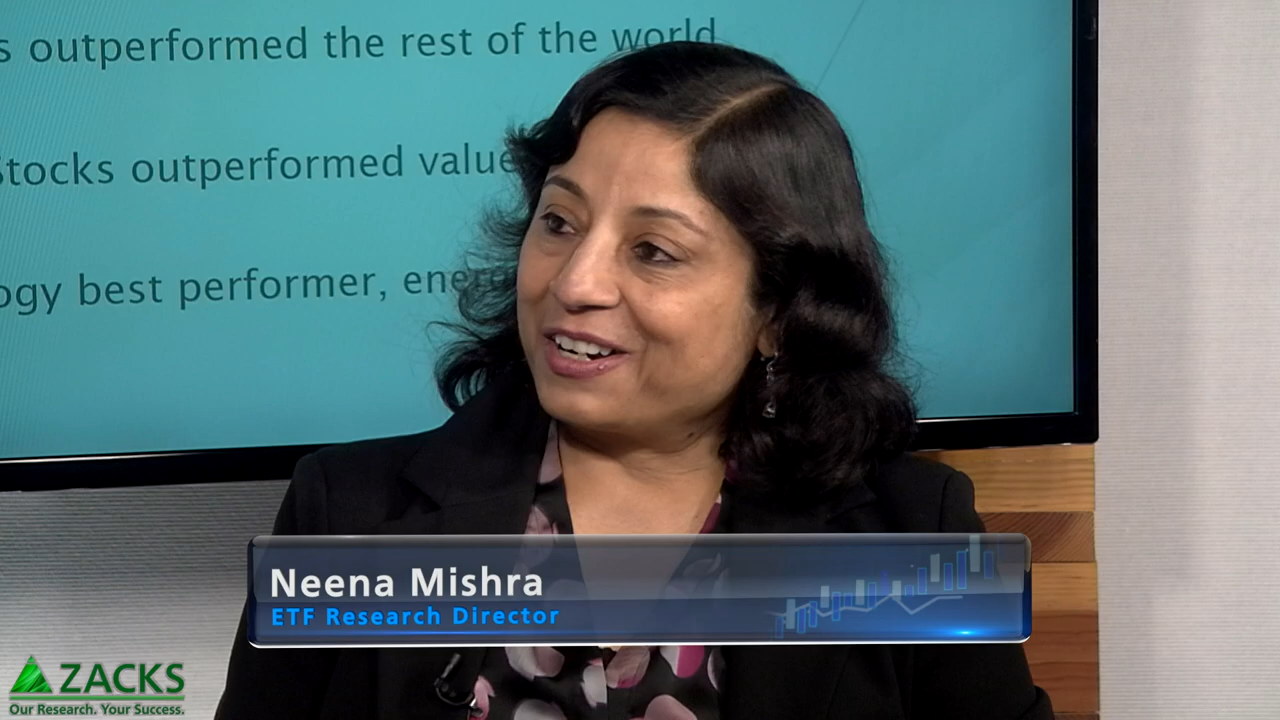 s outperformed the rest of the world
stocks outperformed value
ogy best performer, energ
Neena Mishra
ETF Research Director
ZACKS
Our Research. Your Success.